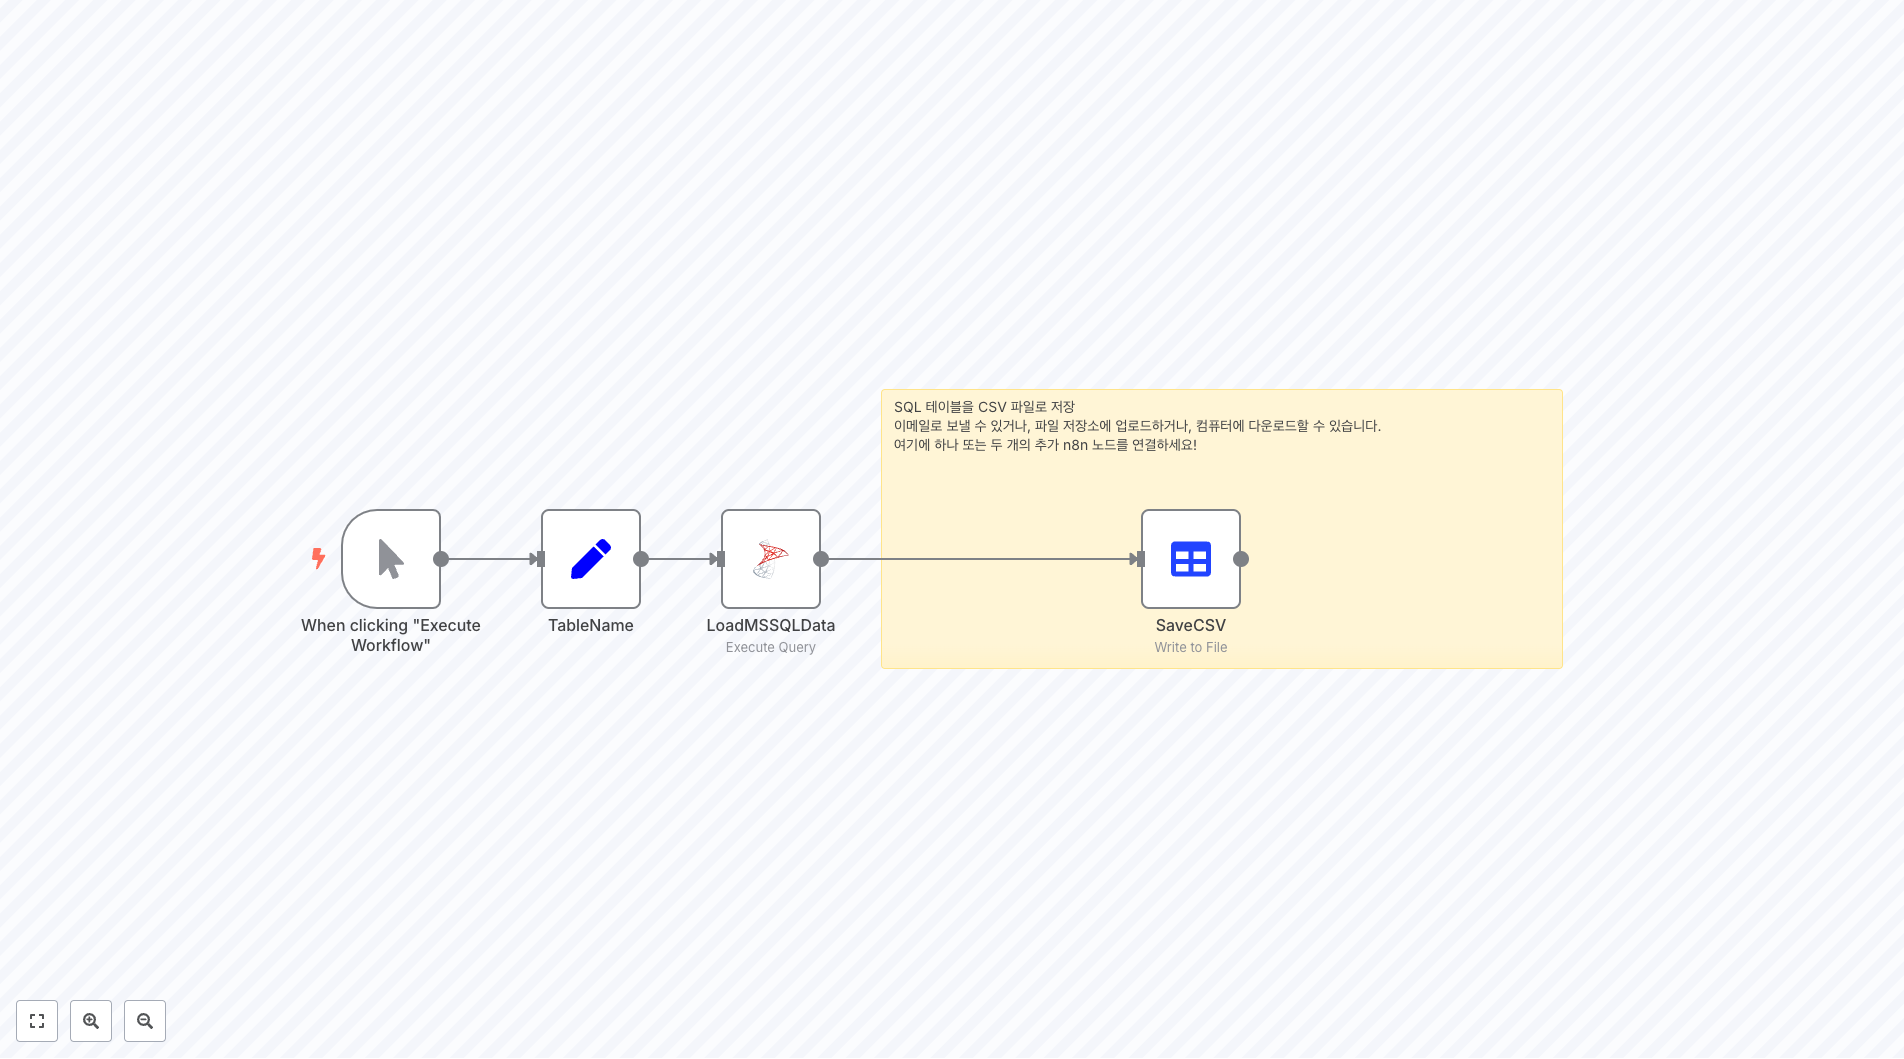 SQL 테이블을 CSV 파일로 저장
이메일로 보낼 수 있거나, 파일 저장소에 업로드하거나, 컴퓨터에 다운로드할 수 있습니다.
여기에 하나 또는 두 개의 추가 n8n 노드를 연결하세요!
When clicking "Execute
Workflow"
TableName
LoadMSSQLData
Execute Query
SaveCSV
Write to File